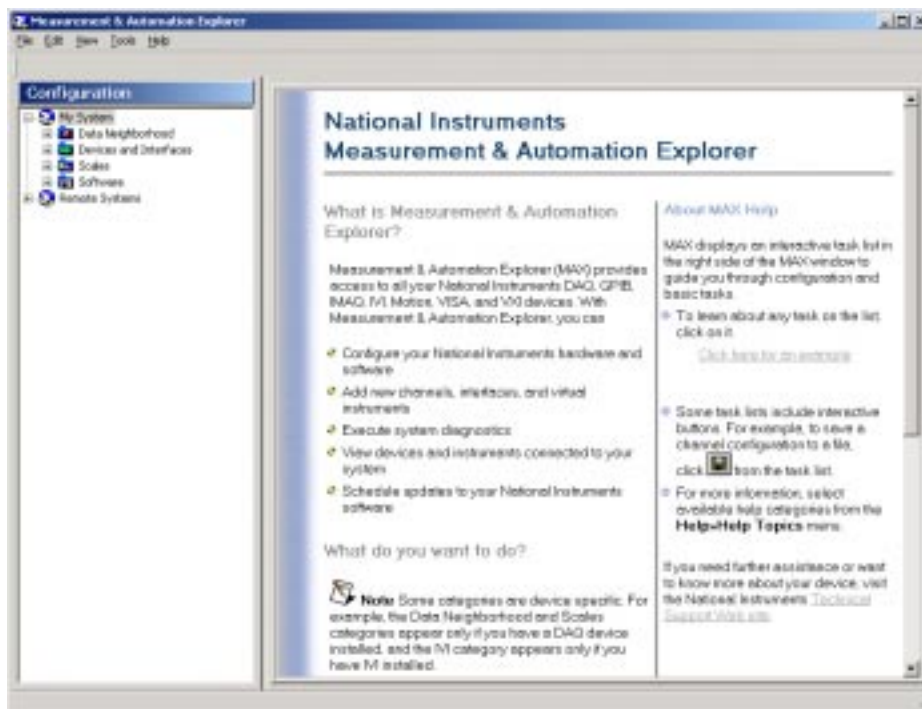 Measurement & Automation Explorer
File Edit View Tools Help
Configuration
My System
Data Neighborhood
Devices and Interfaces
Scales
Software
Remote Systems
National Instruments
Measurement & Automation Explorer
What is Measurement & Automation
Explorer?
Measurement & Automation Explorer (MAX) provides
access to all your National Instruments DAQ, GPIB,
IMAQ, IVI, Motion, VISA, and VXI devices. With
Measurement & Automation Explorer, you can
Configure your National Instruments hardware and
software
Add new channels, interfaces, and virtual
instruments
Execute system diagnostics
View devices and instruments connected to your
system
Schedule updates to your National Instruments
software
What do you want to do?
Note Some categories are device specific. For
example, the Data Neighborhood and Scales
categories appear only if you have a DAQ device
installed, and the IVI category appears only if you
have IVI installed.
About MAX Help
MAX displays an interactive task list in
the right side of the MAX window to
guide you through configuration and
basic tasks.
To learn about any task on the list,
click on it.
Click here for an example
Some task lists include interactive
buttons. For example, to save a
channel configuration to a file,
click from the task list.
For more information, select
available help categories from the
Help»Help Topics menu.
If you need further assistance or want
to know more about your device, visit
the National Instruments Technical
Support Web site.